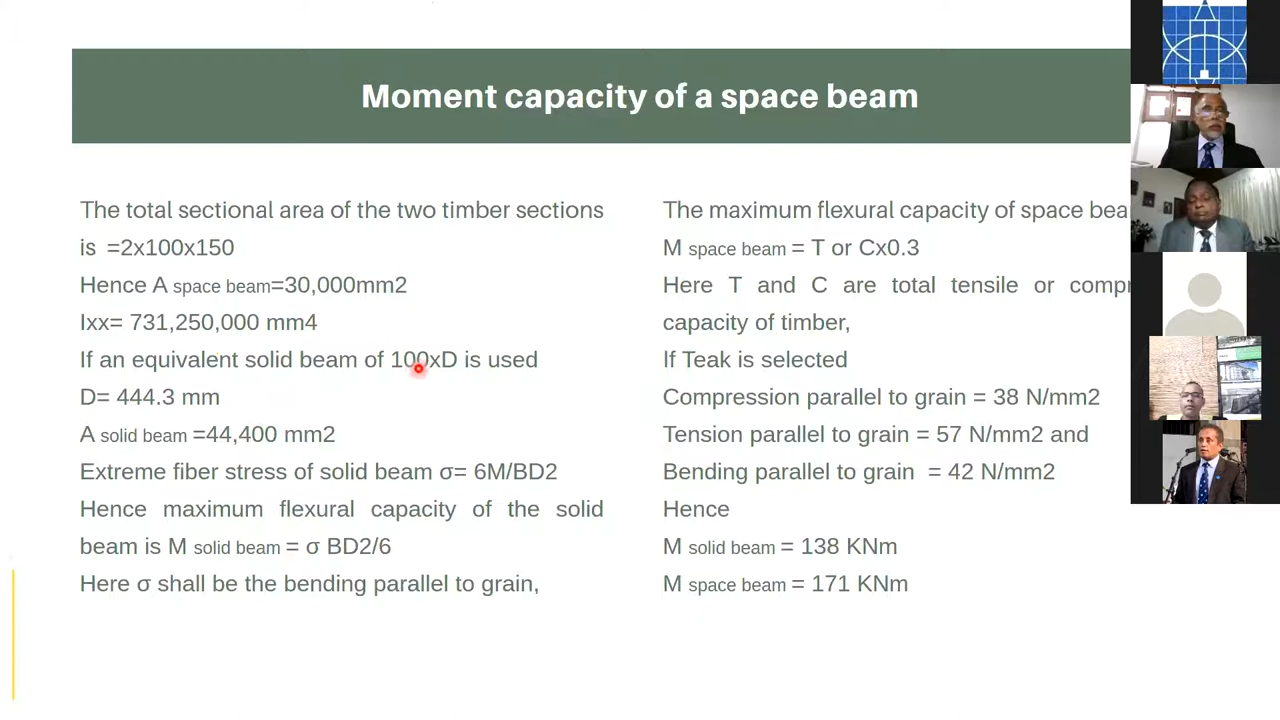 Moment capacity of a space beam
The total sectional area of the two timber sections
is =2x100x150
Hence A space beam=30,000mm2
Ixx= 731,250,000 mm4
If an equivalent solid beam of 100xD is used
D= 444.3 mm
A solid beam =44,400 mm2
Extreme fiber stress of solid beam σ= 6M/BD2
Hence maximum flexural capacity of the solid
beam is M solid beam = σ BD2/6
Here σ shall be the bending parallel to grain,
The maximum flexural capacity of space
M space beam = T or Cx0.3
Here T and C are total tensile or
capacity of timber,
If Teak is selected
Compression parallel to grain = 38 N/mm2
Tension parallel to grain = 57 N/mm2 and
Bending parallel to grain = 42 N/mm2
Hence
M solid beam = 138 KNm
M space beam = 171 KNm